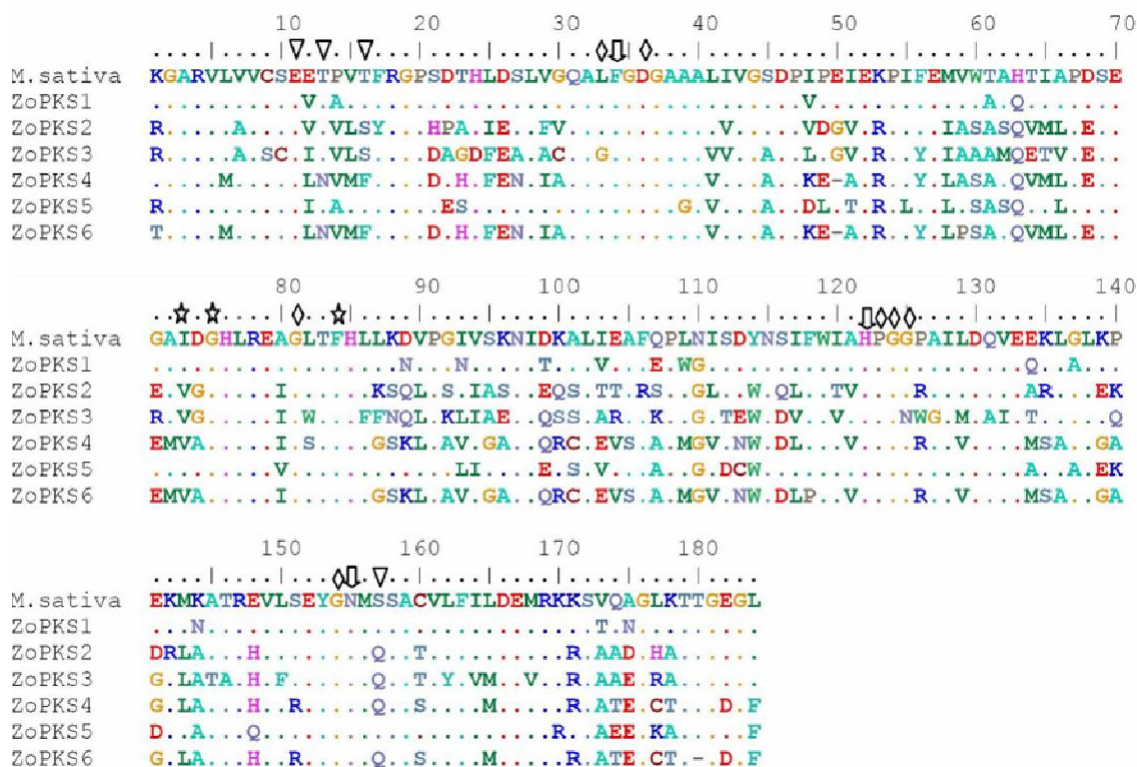 10 20 30 40 50 60 70
....|....|....|....|....|....|....|....|....|....|....|....|....|....|
M.sativa KGARVLVVCSEETPVTFRGPSDTHLDSLVGQALFGDGAAALIVGSDPIPEIEKPIFEMVWTAHTIAPDSE
ZoPKS1 ...........V.A.................................V............A.Q.......
ZoPKS2 R.....A....V.VLSY...HPA.IE..FV...........V.....VDGV.R....IASASQVML.E..
ZoPKS3 R.....A.SC.I.VLS....DAGDFEA.AC..G.......VV..A..L.GV.R..Y.IAAAMQETV.E..
ZoPKS4 .....M.....LNVMF....D.H.FEN.IA..........V...A..KE-A.R..Y.LASA.QVML.E..
ZoPKS5 R..........I.A.......ES...............G.V...A..DL.T.R.L..L.SASQ..L....
ZoPKS6 T....M.....LNVMF....D.H.FEN.IA..........V...A..KE-A.R..Y.LPSA.QVML.E..
80 90 100 110 120 130 140
....|....|....|....|....|....|....|....|....|....|....|....|....|....|
M.sativa GAIDGHLREAGLTFHLLKDVPGIVSKNIDKALIEAFQPLNISDYNSIFWIAHPGGPAILDQVEEKLGLKP
ZoPKS1 ..................N...N.....T...V...E.WG.......................Q..A...
ZoPKS2 E.VG.....I......KSQL.S.IAS..EQS.TT.RS..GL..W.QL..TV....R.......AR...EK
ZoPKS3 R.VG.....I.W...FFNQL.KLIAE..QSS.AR..K..G.TEW.DV...V...NWG.M.AI.T.....Q
ZoPKS4 EMVA.....I.S....GSKL.AV.GA..QRC.EVS.A.MGV.NW.DL...V....R..V....MSA..GA
ZoPKS5 .........V............LI....E.S.V...A..G.DCW...................A..A.EK
ZoPKS6 EMVA.....I......GSKL.AV.GA..QRC.EVS.A.MGV.NW.DLP..V....R..V....MSA..GA
150 160 170 180
....|....|....|....|....|....|....|....|....
M.sativa EKMKATREVLSEYGNMSSACVLFILDEMRKKSVQAGLKTTGEGL
ZoPKS1 ...N............................T.N.........
ZoPKS2 DRLA...H........Q..T..........R.AAD.HA......
ZoPKS3 G.LATA.H.F......Q..T.Y.VM..V..R.AAE.RA......
ZoPKS4 G.LA...H..R.....Q..S....M.....R.ATE.CT...D.F
ZoPKS5 D..A...Q.....................R..AEE.KA.....F
ZoPKS6 G.LA...H..R.....Q..S....M.....R.ATE.CT.-.D.F